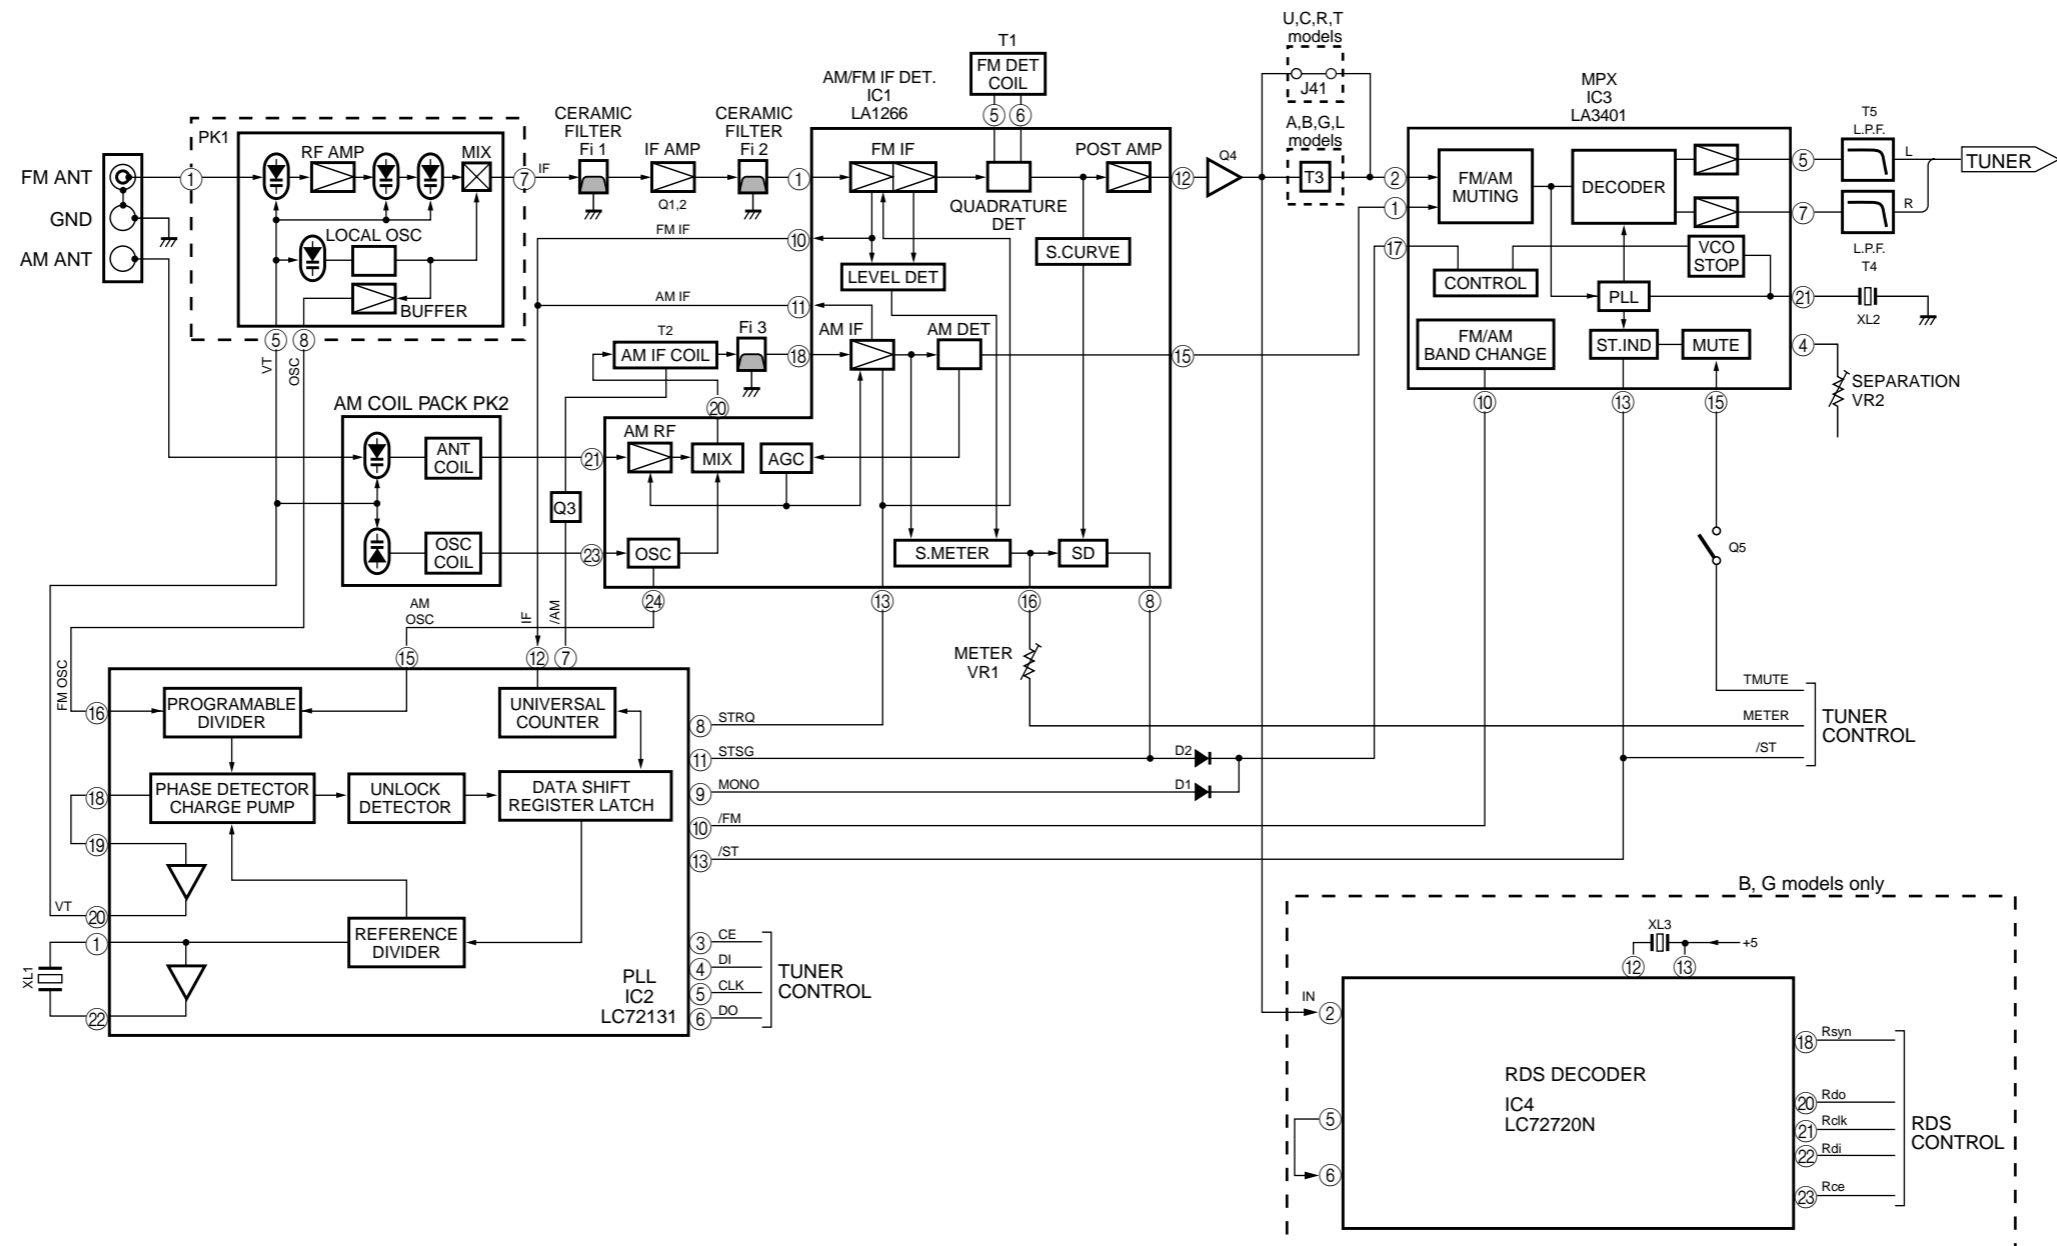 U,C,R,T
models
J41
A,B,G,L
models
T3
T1
FM DET
COIL
5
6
AM/FM IF DET.
IC1
LA1266
MPX
IC3
LA3401
CERAMIC
FILTER
Fi 1
IF AMP
Q1,2
CERAMIC
FILTER
Fi 2
PK1
RF AMP
MIX
LOCAL OSC
BUFFER
FM ANT
GND
AM ANT
1
7
IF
5
8
VT
OSC
1
FM IF
QUADRATURE
DET
POST AMP
12
Q4
S.CURVE
LEVEL DET
FM IF
10
AM IF
11
T2
AM IF COIL
Fi 3
18
AM IF
AM DET
15
20
AM RF
MIX
AGC
21
23
OSC
S.METER
SD
24
13
16
8
2
1
17
FM/AM
MUTING
DECODER
VCO
STOP
CONTROL
PLL
FM/AM
BAND CHANGE
ST.IND
MUTE
5
7
21
4
10
13
15
T5
L.P.F.
L
R
L.P.F.
T4
TUNER
XL2
SEPARATION
VR2
Q5
AM COIL PACK PK2
ANT
COIL
OSC
COIL
Q3
AM
OSC
IF
/AM
METER
VR1
TMUTE
METER
/ST
TUNER
CONTROL
FM OSC
15
12
7
16
PROGRAMABLE
DIVIDER
UNIVERSAL
COUNTER
18
PHASE DETECTOR
CHARGE PUMP
UNLOCK
DETECTOR
DATA SHIFT
REGISTER LATCH
19
VT
20
1
REFERENCE
DIVIDER
XL1
22
PLL
IC2
LC72131
8 STRQ
11 STSG
D2
9 MONO
D1
10 /FM
13 /ST
3 CE
4 DI
5 CLK
6 DO
TUNER
CONTROL
B, G models only
XL3
+5
12
13
IN
2
5
6
RDS DECODER
IC4
LC72720N
18 Rsyn
20 Rdo
21 Rclk
22 Rdi
23 Rce
RDS
CONTROL